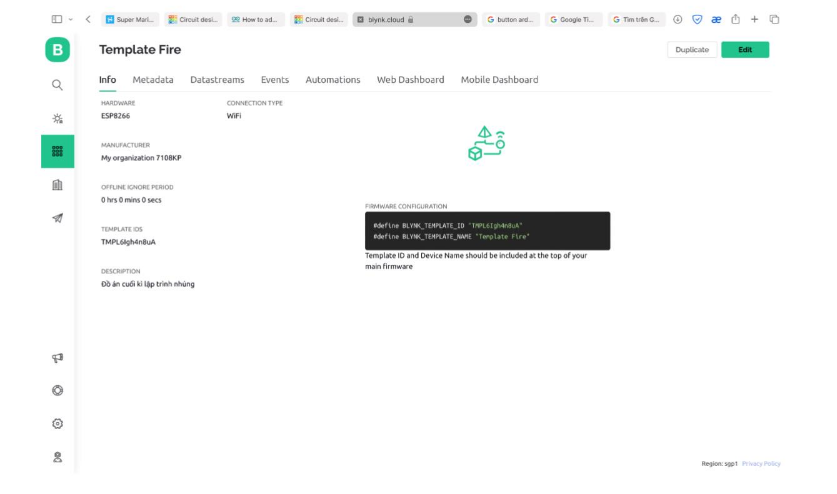 Super Mari...
Circuit desi...
How to ad...
Circuit desi...
blynk.cloud
button ard...
Google Tì...
Tìm trên G...
B
Template Fire
Duplicate
Edit
Info Metadata Datastreams Events Automations Web Dashboard Mobile Dashboard
HARDWARE
ESP8266
CONNECTION TYPE
WiFi
MANUFACTURER
My organization 7108KP
OFFLINE IGNORE PERIOD
0 hrs 0 mins 0 secs
TEMPLATE IDS
TMPL6Igh4n8uA
DESCRIPTION
Đồ án cuối kì lập trình nhúng
FIRMWARE CONFIGURATION
#define BLYNK_TEMPLATE_ID "TMPL6Igh4n8uA"
#define BLYNK_TEMPLATE_NAME "Template Fire"
Template ID and Device Name should be included at the top of your
main firmware
Region: sgp1 Privacy Policy